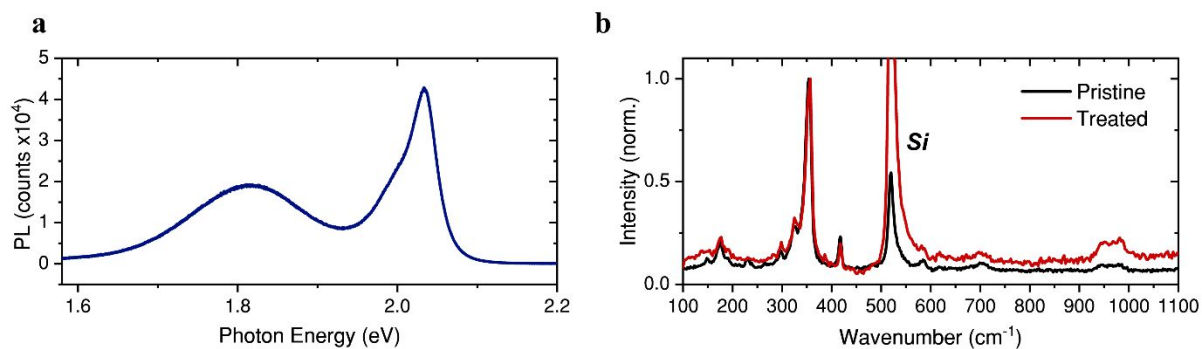 a
PL (counts x10⁴)
5
4
3
2
1
0
1.6
1.8
2.0
2.2
Photon Energy (eV)
b
Intensity (norm.)
1.0
0.5
0.0
Pristine
Treated
Si
100
200
300
400
500
600
700
800
900
1000
1100
Wavenumber (cm⁻¹)